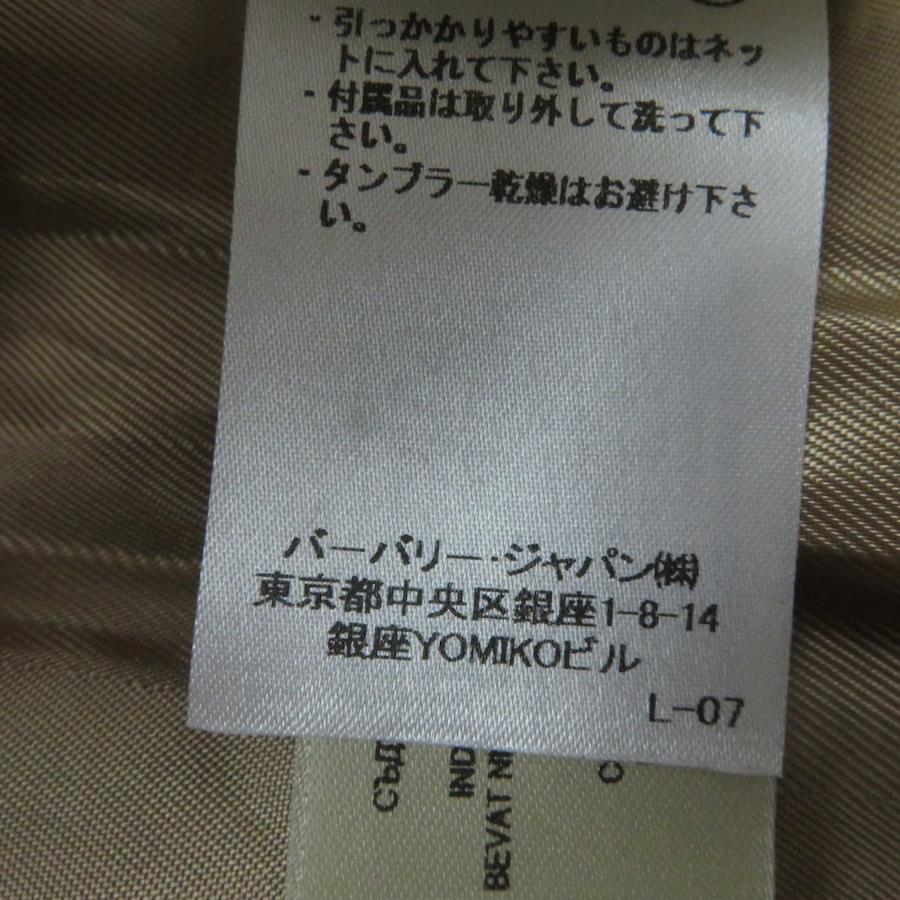 ・引っかかりやすいものはネッ
トに入れて下さい。
・付属品は取り外して洗って下
さい。
・タンブラー乾燥はお避け下さ
い。
バーバリー・ジャパン㈱
東京都中央区銀座1-8-14
銀座YOMIKOビル
L-07
СЪД
IND
BEVAT